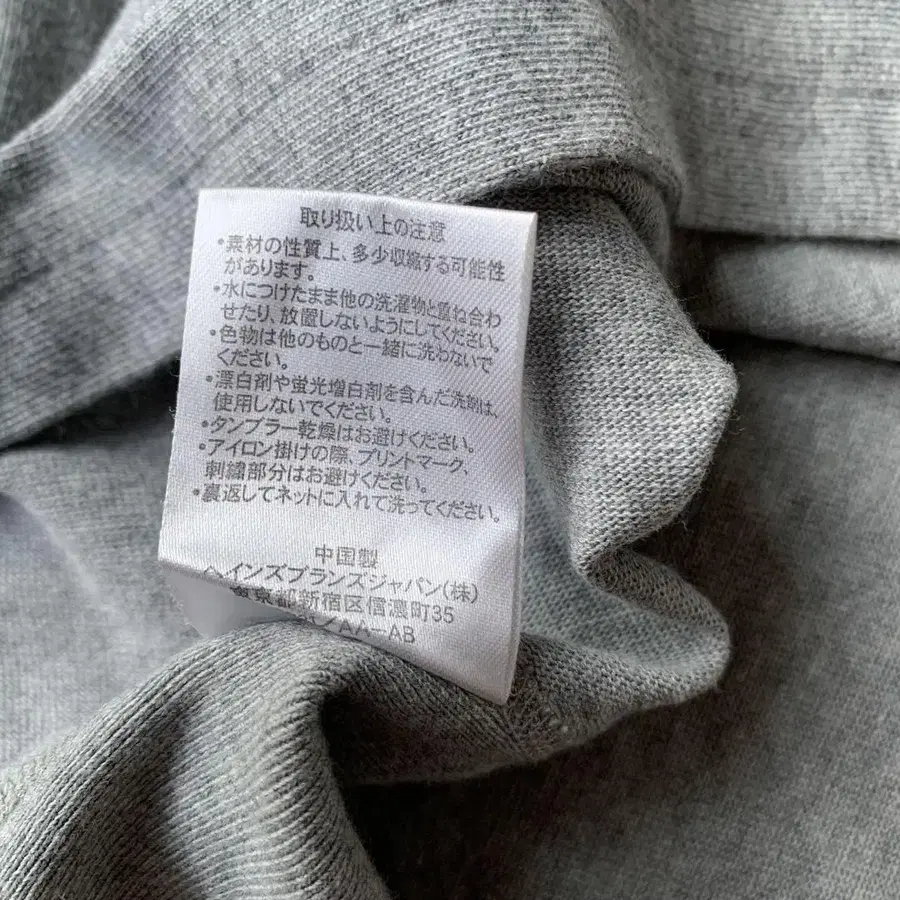 取り扱い上の注意
•素材の性質上、多少収縮する可能性
があります。
•水につけたまま他の洗濯物と重ね合わ
せたり、放置しないようにしてください。
•色物は他のものと一緒に洗わないで
ください。
•漂白剤や蛍光増白剤を含んだ洗剤は、
使用しないでください。
•タンブラー乾燥はお避けください。
•アイロン掛けの際、プリントマーク、
刺繍部分はお避けください。
•裏返してネットに入れて洗ってください。
中国製
ヘインズブランズジャパン(株)
東京都新宿区信濃町35
/AA-AB